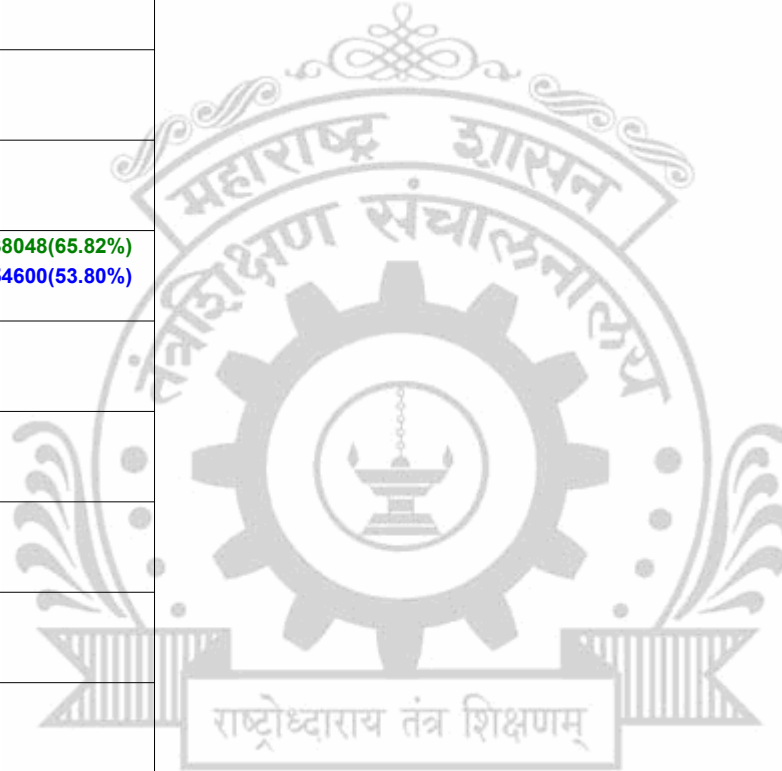 महाराष्ट्र शासन
तंत्रशिक्षण संचालनालय
8048(65.82%)
4600(53.80%)
राष्ट्रोध्दाराय तंत्र शिक्षणम्